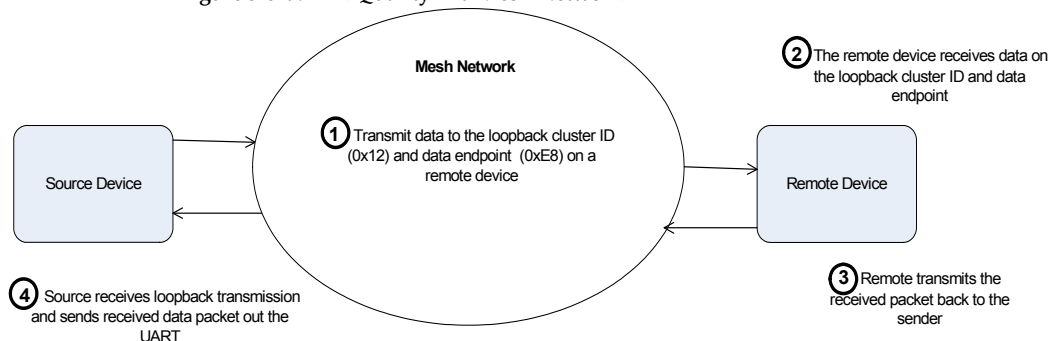 Figure
Quality
Mesh Network
1 Transmit data to the loopback cluster ID
(0x12) and data endpoint (0xE8) on a
remote device
2 The remote device receives data on
the loopback cluster ID and data
endpoint
Source Device
Remote Device
3 Remote transmits the
received packet back to the
sender
4 Source receives loopback transmission
and sends received data packet out the
UART